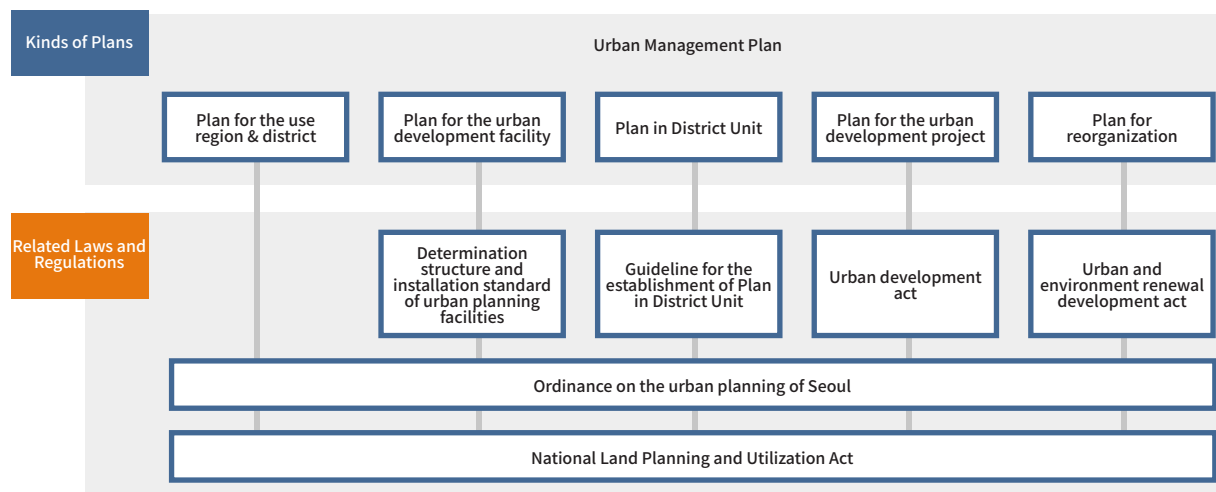 Kinds of Plans
Urban Management Plan
Plan for the use
region & district
Plan for the urban
development facility
Plan in District Unit
Plan for the urban
development project
Plan for
reorganization
Related Laws and
Regulations
Determination
structure and
installation standard
of urban planning
facilities
Guideline for the
establishment of Plan
in District Unit
Urban development
act
Urban and
environment renewal
development act
Ordinance on the urban planning of Seoul
National Land Planning and Utilization Act